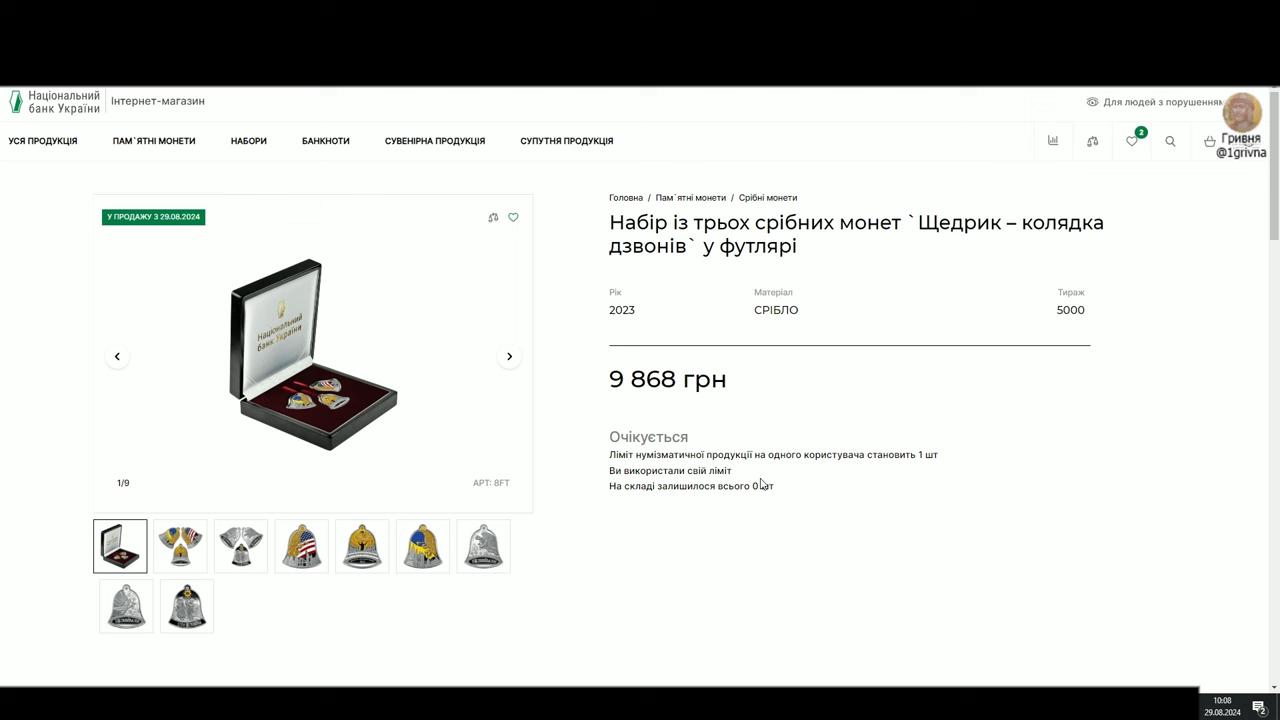 Національний
банк України
Інтернет-магазин
Для людей з порушенням
УСЯ ПРОДУКЦІЯ
ПАМ`ЯТНІ МОНЕТИ
НАБОРИ
БАНКНОТИ
СУВЕНІРНА ПРОДУКЦІЯ
СУПУТНЯ ПРОДУКЦІЯ
2
Гривня
@1grivna
У ПРОДАЖУ З 29.08.2024
Національний
банк України
1/9
АРТ: 8FT
Головна / Пам`ятні монети / Срібні монети
Набір із трьох срібних монет `Щедрик – колядка
дзвонів` у футлярі
Рік
Матеріал
Тираж
2023
СРІБЛО
5000
9 868 грн
Очікується
Ліміт нумізматичної продукції на одного користувача становить 1 шт
Ви використали свій ліміт
На складі залишилося всього 0 шт
10:08
29.08.2024
2